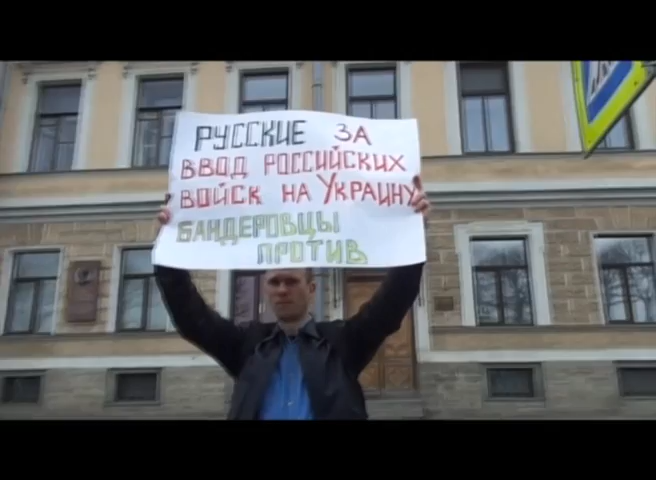 РУССКИЕ ЗА
ВВОД РОССИЙСКИХ
ВОЙСК НА УКРАИНУ
БАНДЕРОВЦЫ
ПРОТИВ